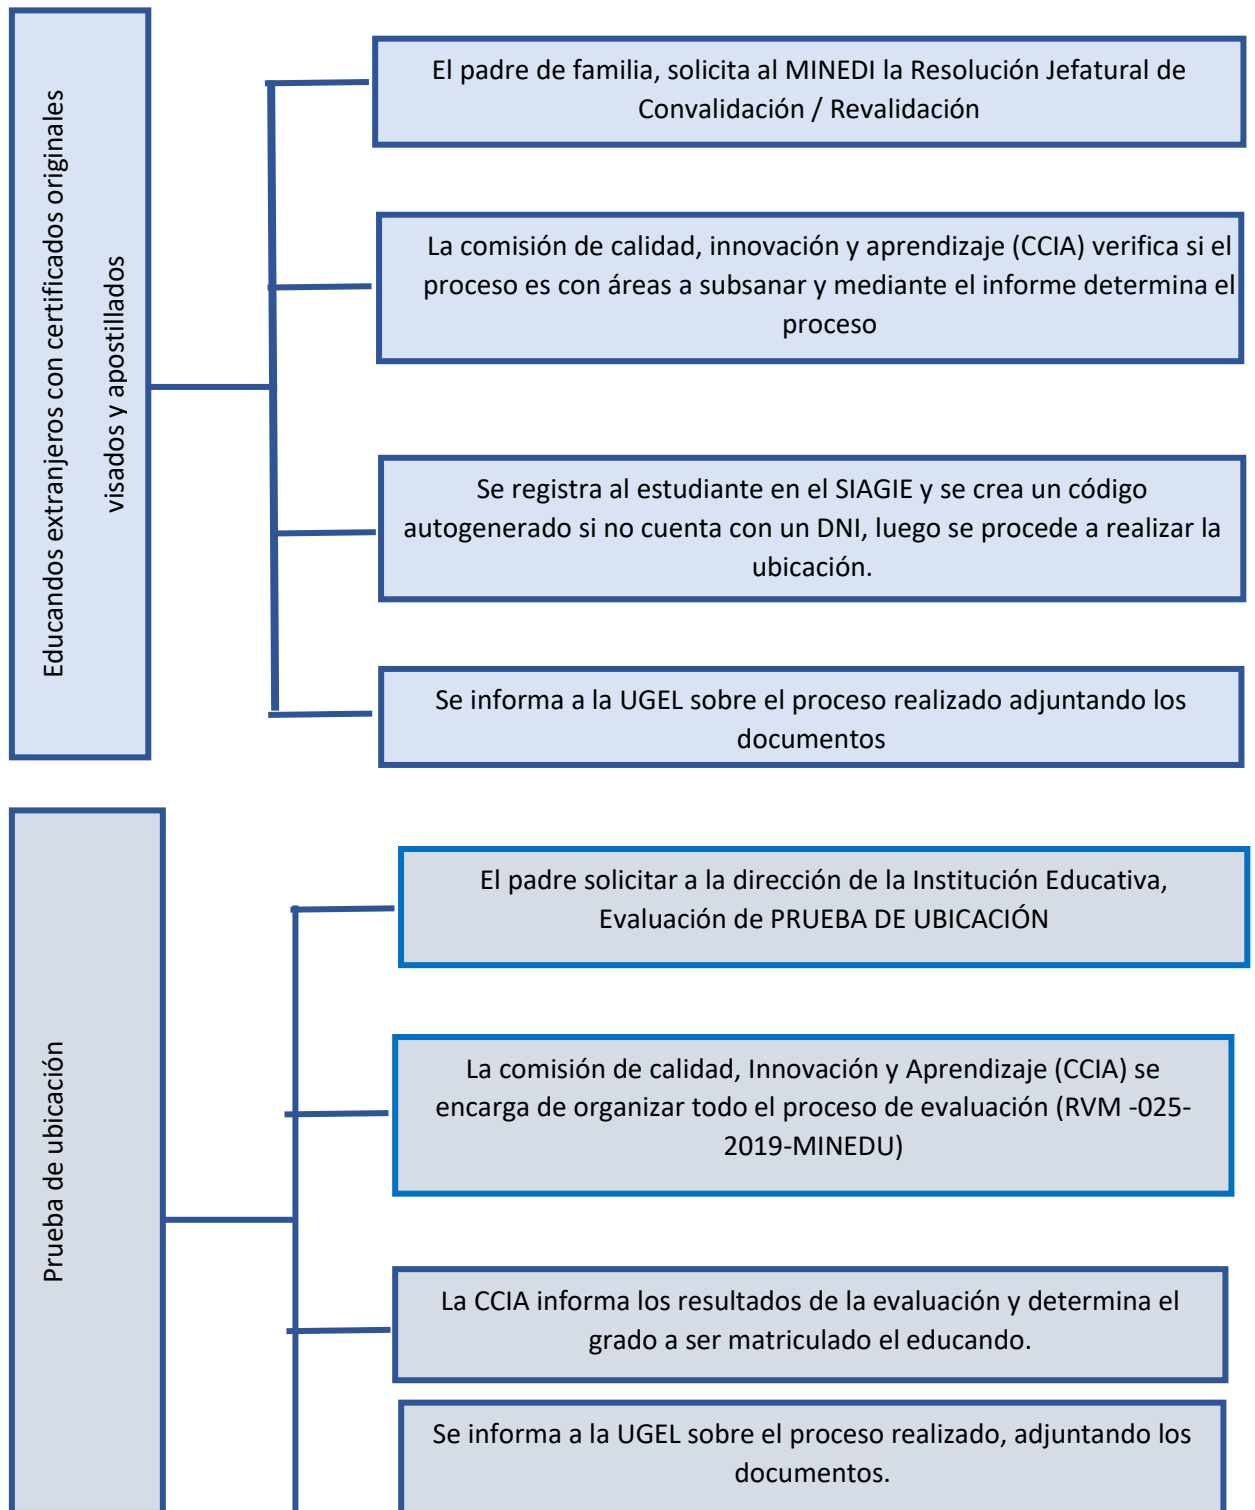 Educandos extranjeros con certificados originales
visados y apostillados
El padre de familia, solicita al MINEDI la Resolución Jefatural de
Convalidación / Revalidación
La comisión de calidad, innovación y aprendizaje (CCIA) verifica si el
proceso es con áreas a subsanar y mediante el informe determina el
proceso
Se registra al estudiante en el SIAGIE y se crea un código
autogenerado si no cuenta con un DNI, luego se procede a realizar la
ubicación.
Se informa a la UGEL sobre el proceso realizado adjuntando los
documentos
Prueba de ubicación
El padre solicitar a la dirección de la Institución Educativa,
Evaluación de PRUEBA DE UBICACIÓN
La comisión de calidad, Innovación y Aprendizaje (CCIA) se
encarga de organizar todo el proceso de evaluación (RVM -025-
2019-MINEDU)
La CCIA informa los resultados de la evaluación y determina el
grado a ser matriculado el educando.
Se informa a la UGEL sobre el proceso realizado, adjuntando los
documentos.